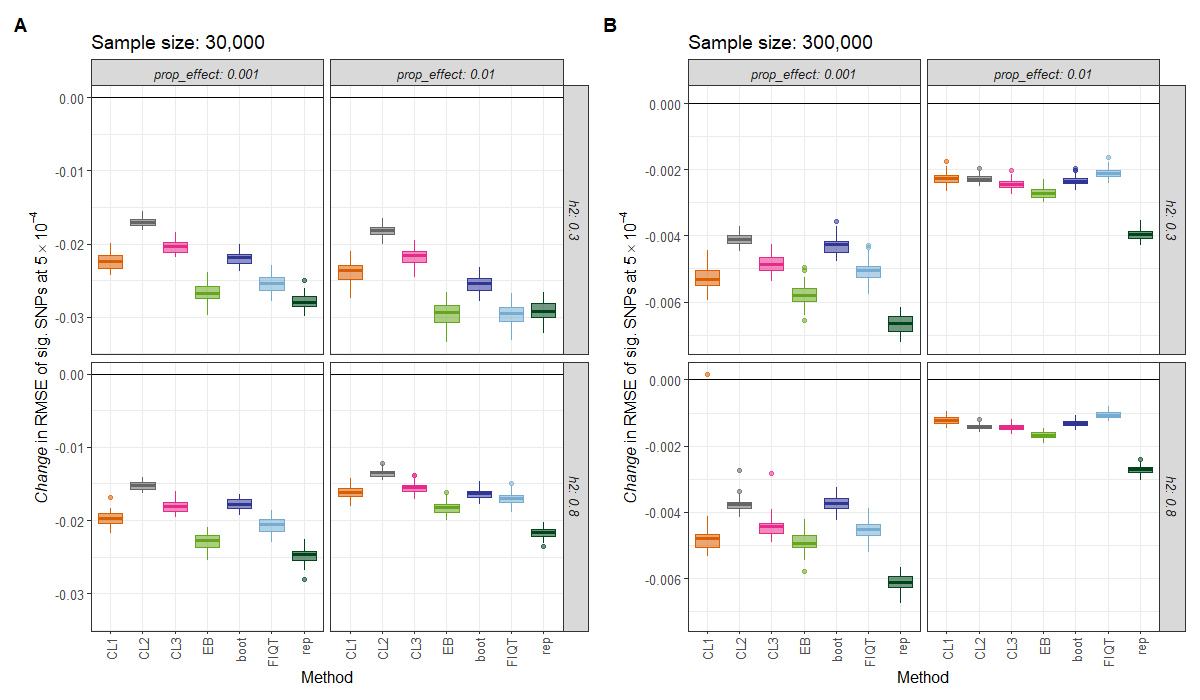 A
Sample size: 30,000
prop_effect: 0.001
prop_effect: 0.01
Change in RMSE of sig. SNPs at 5 × 10⁻⁴
0.00
-0.01
-0.02
-0.03
h2: 0.3
0.00
-0.01
-0.02
-0.03
h2: 0.8
CL1 CL2 CL3 EB boot FIQT rep
CL1 CL2 CL3 EB boot FIQT rep
Method
B
Sample size: 300,000
prop_effect: 0.001
prop_effect: 0.01
Change in RMSE of sig. SNPs at 5 × 10⁻⁴
0.000
-0.002
-0.004
-0.006
h2: 0.3
0.000
-0.002
-0.004
-0.006
h2: 0.8
CL1 CL2 CL3 EB boot FIQT rep
CL1 CL2 CL3 EB boot FIQT rep
Method